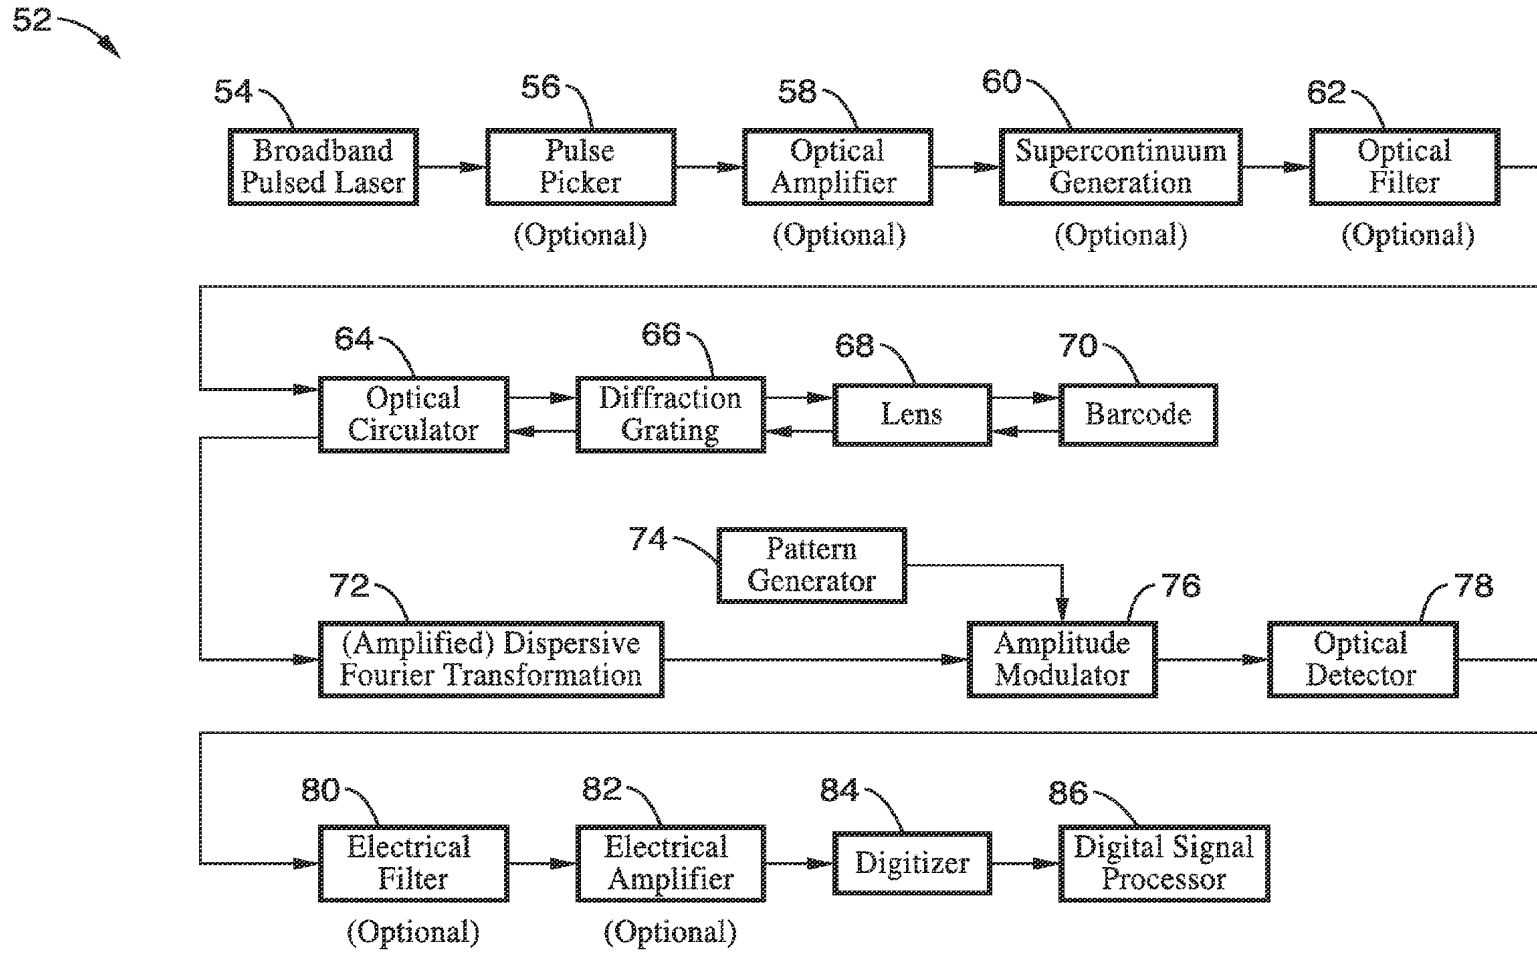 52
54
56
58
60
62
Broadband
Pulsed Laser
Pulse
Picker
Optical
Amplifier
Supercontinuum
Generation
Optical
Filter
(Optional)
(Optional)
(Optional)
(Optional)
64
66
68
70
Optical
Circulator
Diffraction
Grating
Lens
Barcode
74
Pattern
Generator
72
76
78
(Amplified) Dispersive
Fourier Transformation
Amplitude
Modulator
Optical
Detector
80
82
84
86
Electrical
Filter
Electrical
Amplifier
Digitizer
Digital Signal
Processor
(Optional)
(Optional)